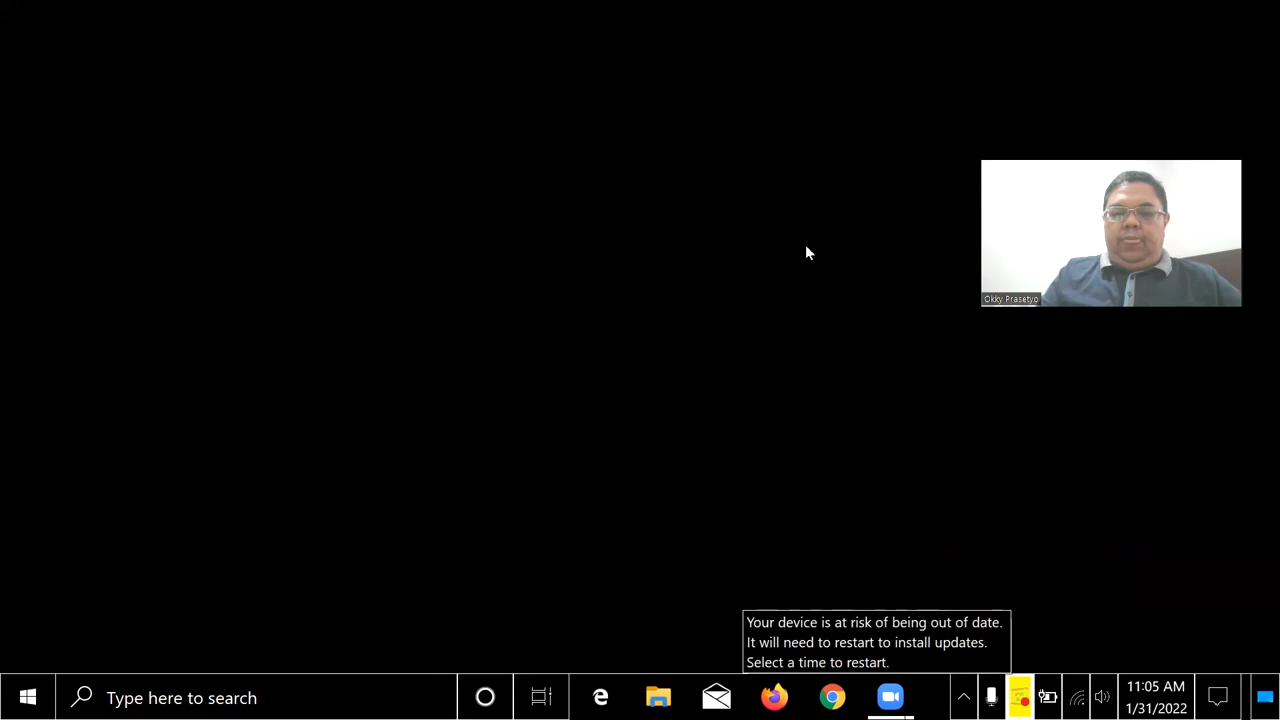 Okky Prasetyo
Your device is at risk of being out of date.
It will need to restart to install updates.
Select a time to restart.
Type here to search
11:05 AM
1/31/2022